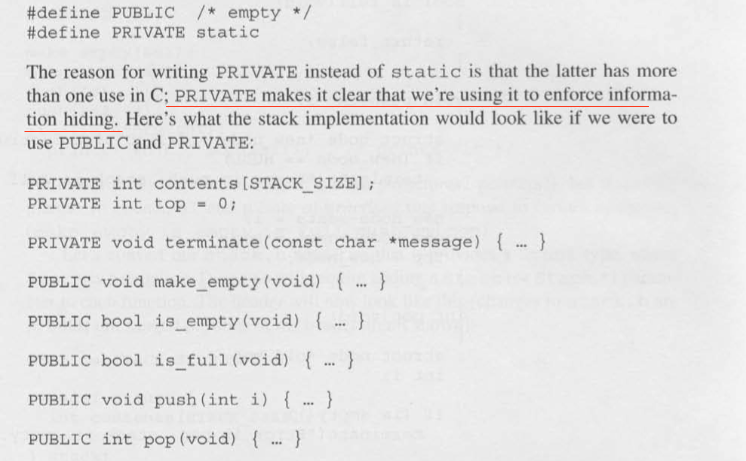 #define PUBLIC /* empty */
#define PRIVATE static
The reason for writing PRIVATE instead of static is that the latter has more
than one use in C; PRIVATE makes it clear that we're using it to enforce informa-
tion hiding. Here's what the stack implementation would look like if we were to
use PUBLIC and PRIVATE:
PRIVATE int contents[STACK_SIZE];
PRIVATE int top = 0;
PRIVATE void terminate(const char *message) { … }
PUBLIC void make_empty(void) { … }
PUBLIC bool is_empty(void) { … }
PUBLIC bool is_full(void) { … }
PUBLIC void push(int i) { … }
PUBLIC int pop(void) { … }